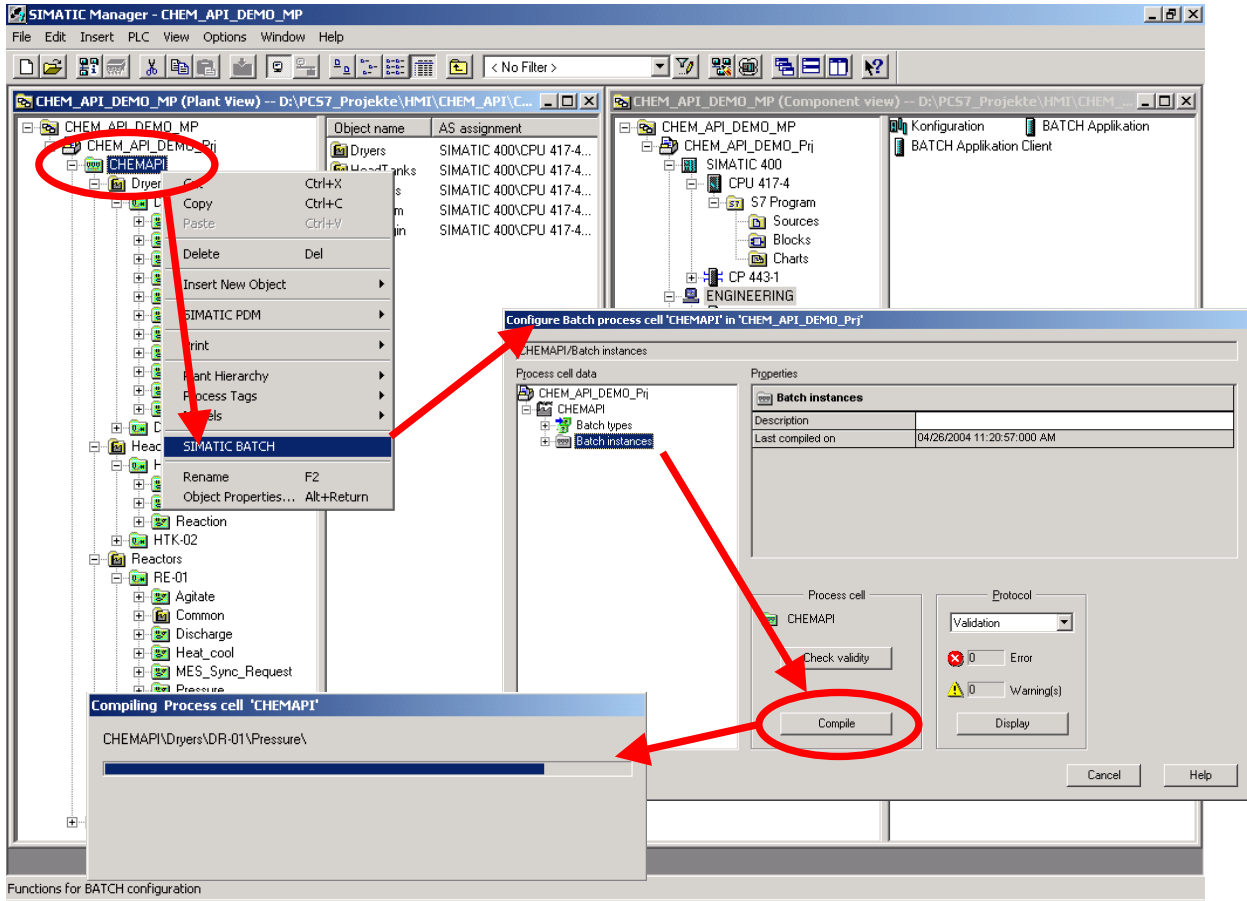 SIMATIC Manager - CHEM_API_DEMO_MP
File Edit Insert PLC View Options Window Help
< No Filter >
CHEM_API_DEMO_MP (Plant View) -- D:\PCS7_Projekte\HMI\CHEM_API\C...
CHEM_API_DEMO_MP
CHEM_API_DEMO_Prj
CHEMAPI
Dryer
Object name AS assignment
Dryers SIMATIC 400\CPU 417-4...
HeadTanks SIMATIC 400\CPU 417-4...
s SIMATIC 400\CPU 417-4...
m SIMATIC 400\CPU 417-4...
in SIMATIC 400\CPU 417-4...
Cut Ctrl+X
Copy Ctrl+C
Paste Ctrl+V
Delete Del
Insert New Object
SIMATIC PDM
Print
Plant Hierarchy
Process Tags
Models
SIMATIC BATCH
Rename F2
Object Properties... Alt+Return
D
D
Head
H
Reaction
HTK-02
Reactors
RE-01
Agitate
Common
Discharge
Heat_cool
MES_Sync_Request
Pressure
CHEM_API_DEMO_MP (Component view) -- D:\PCS7_Projekte\HMI\CHEM_...
CHEM_API_DEMO_MP
CHEM_API_DEMO_Prj
SIMATIC 400
CPU 417-4
S7 Program
Sources
Blocks
Charts
CP 443-1
ENGINEERING
Konfiguration BATCH Applikation
BATCH Applikation Client
Configure Batch process cell 'CHEMAPI' in 'CHEM_API_DEMO_Prj'
CHEMAPI/Batch instances
Process cell data
CHEM_API_DEMO_Prj
CHEMAPI
Batch types
Batch instances
Properties
Batch instances
Description
Last compiled on 04/26/2004 11:20:57:000 AM
Process cell
CHEMAPI
Check validity
Compile
Protocol
Validation
0 Error
0 Warning(s)
Display
Cancel Help
Compiling Process cell 'CHEMAPI'
CHEMAPI\Dryers\DR-01\Pressure\
Functions for BATCH configuration